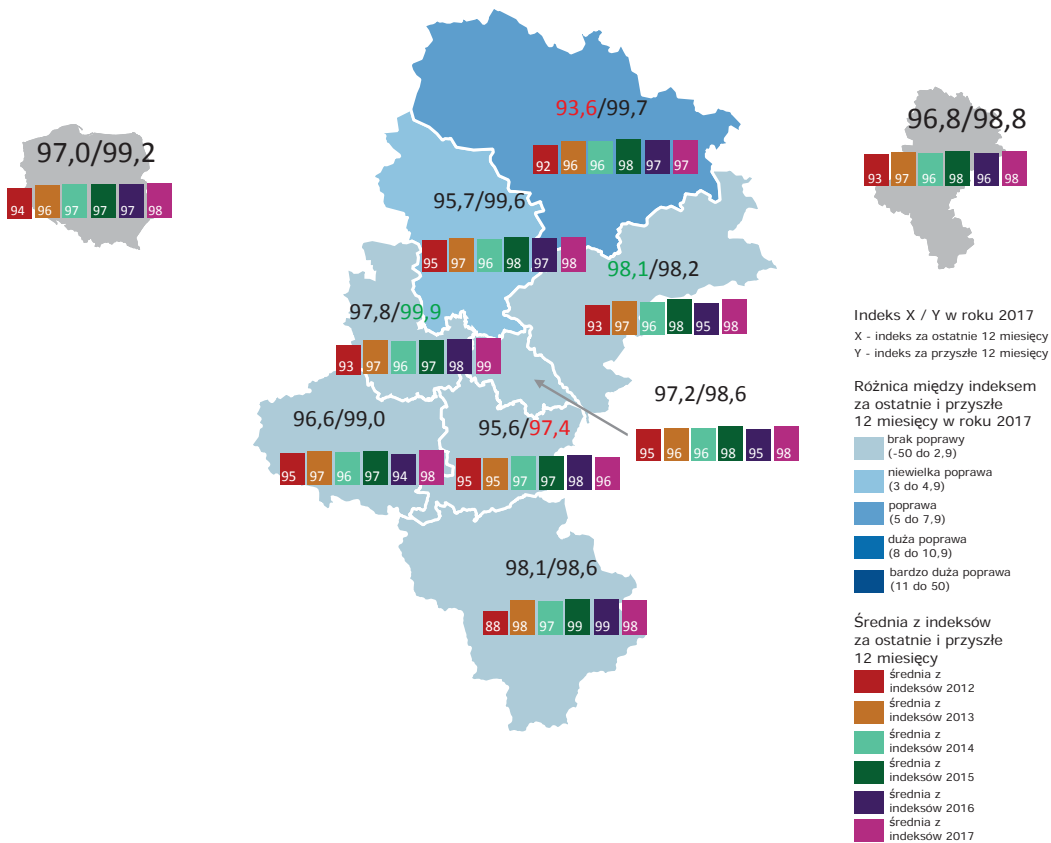 97,0/99,2
94 96 97 97 97 98
93,6/99,7
92 96 96 98 97 97
96,8/98,8
93 97 96 98 96 98
95,7/99,6
95 97 96 98 97 98
98,1/98,2
93 97 96 98 95 98
97,8/99,9
93 97 96 97 98 99
97,2/98,6
95 96 96 98 95 98
96,6/99,0
95 97 96 97 94 98
95,6/97,4
95 95 97 97 98 96
98,1/98,6
88 98 97 99 99 98
Indeks X / Y w roku 2017
X - indeks za ostatnie 12 miesięcy
Y - indeks za przyszłe 12 miesięcy
Różnica między indeksem
za ostatnie i przyszłe
12 miesięcy w roku 2017
brak poprawy
(-50 do 2,9)
niewielka poprawa
(3 do 4,9)
poprawa
(5 do 7,9)
duża poprawa
(8 do 10,9)
bardzo duża poprawa
(11 do 50)
Średnia z indeksów
za ostatnie i przyszłe
12 miesięcy
średnia z
indeksów 2012
średnia z
indeksów 2013
średnia z
indeksów 2014
średnia z
indeksów 2015
średnia z
indeksów 2016
średnia z
indeksów 2017